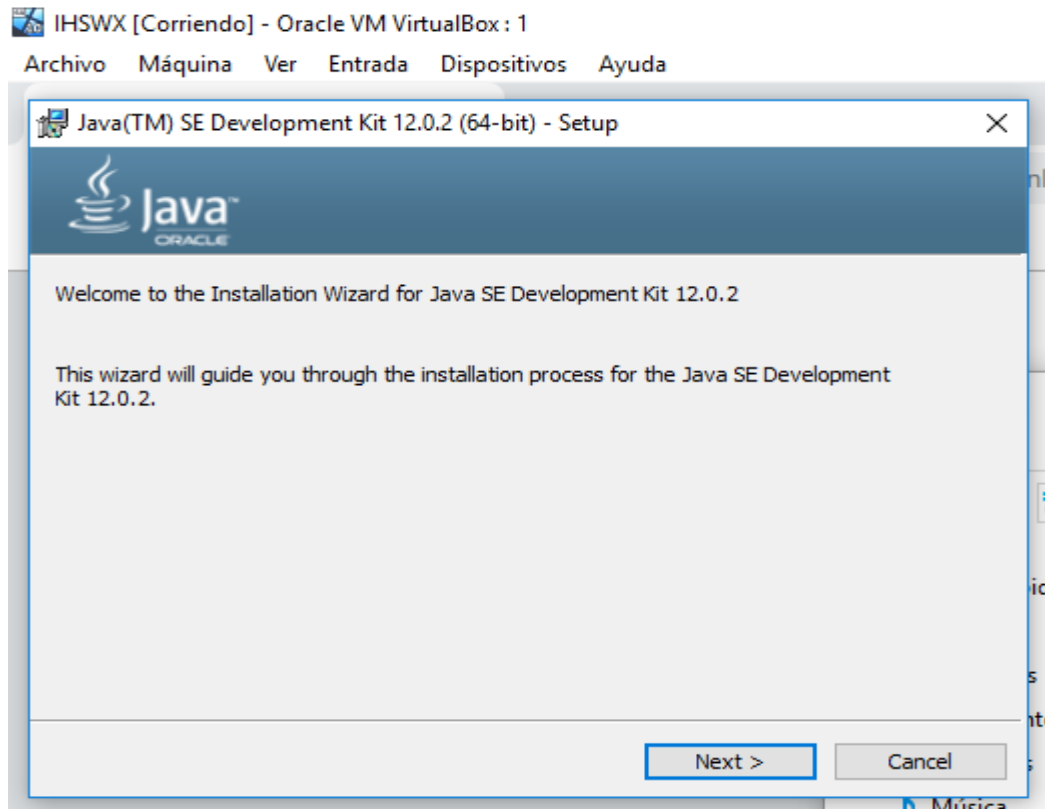 IHSWX [Corriendo] - Oracle VM VirtualBox : 1
Archivo Máquina Ver Entrada Dispositivos Ayuda
Java(TM) SE Development Kit 12.0.2 (64-bit) - Setup
Java™
ORACLE
Welcome to the Installation Wizard for Java SE Development Kit 12.0.2
This wizard will guide you through the installation process for the Java SE Development
Kit 12.0.2.
Next > Cancel
Música